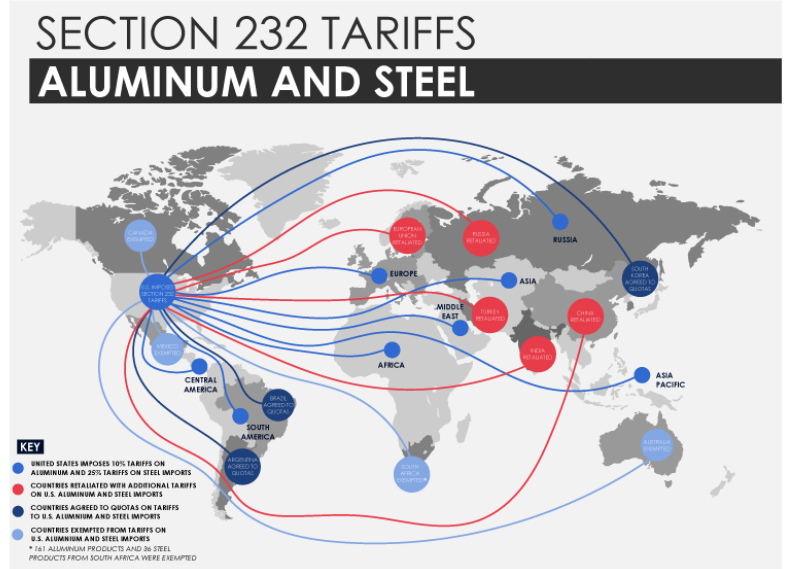 SECTION 232 TARIFFS
ALUMINUM AND STEEL
CANADA
EXEMPTED
EUROPEAN
UNION
RETALIATED
RUSSIA
RETALIATED
RUSSIA
U.S. IMPOSES
SECTION 232
TARIFFS
EUROPE
ASIA
SOUTH
KOREA
AGREED TO
QUOTAS
MIDDLE
EAST
TURKEY
RETALIATED
CHINA
RETALIATED
MEXICO
EXEMPTED
INDIA
RETALIATED
AFRICA
CENTRAL
AMERICA
ASIA
PACIFIC
BRAZIL
AGREED TO
QUOTAS
SOUTH
AMERICA
AUSTRALIA
EXEMPTED
ARGENTINA
AGREED TO
QUOTAS
SOUTH
AFRICA
EXEMPTED*
KEY
UNITED STATES IMPOSES 10% TARIFFS ON
ALUMINUM AND 25% TARIFFS ON STEEL IMPORTS
COUNTRIES RETALIATED WITH ADDITIONAL TARIFFS
ON U.S. ALUMINUM AND STEEL IMPORTS
COUNTRIES AGREED TO QUOTAS ON TARIFFS
TO U.S. ALUMNIUM AND STEEL IMPORTS
COUNTRIES EXEMPTED FROM TARIFFS ON
U.S. ALUMNIUM AND STEEL IMPORTS
* 161 ALUMINUM PRODUCTS AND 36 STEEL
PRODUCTS FROM SOUTH AFRICA WERE EXEMPTED